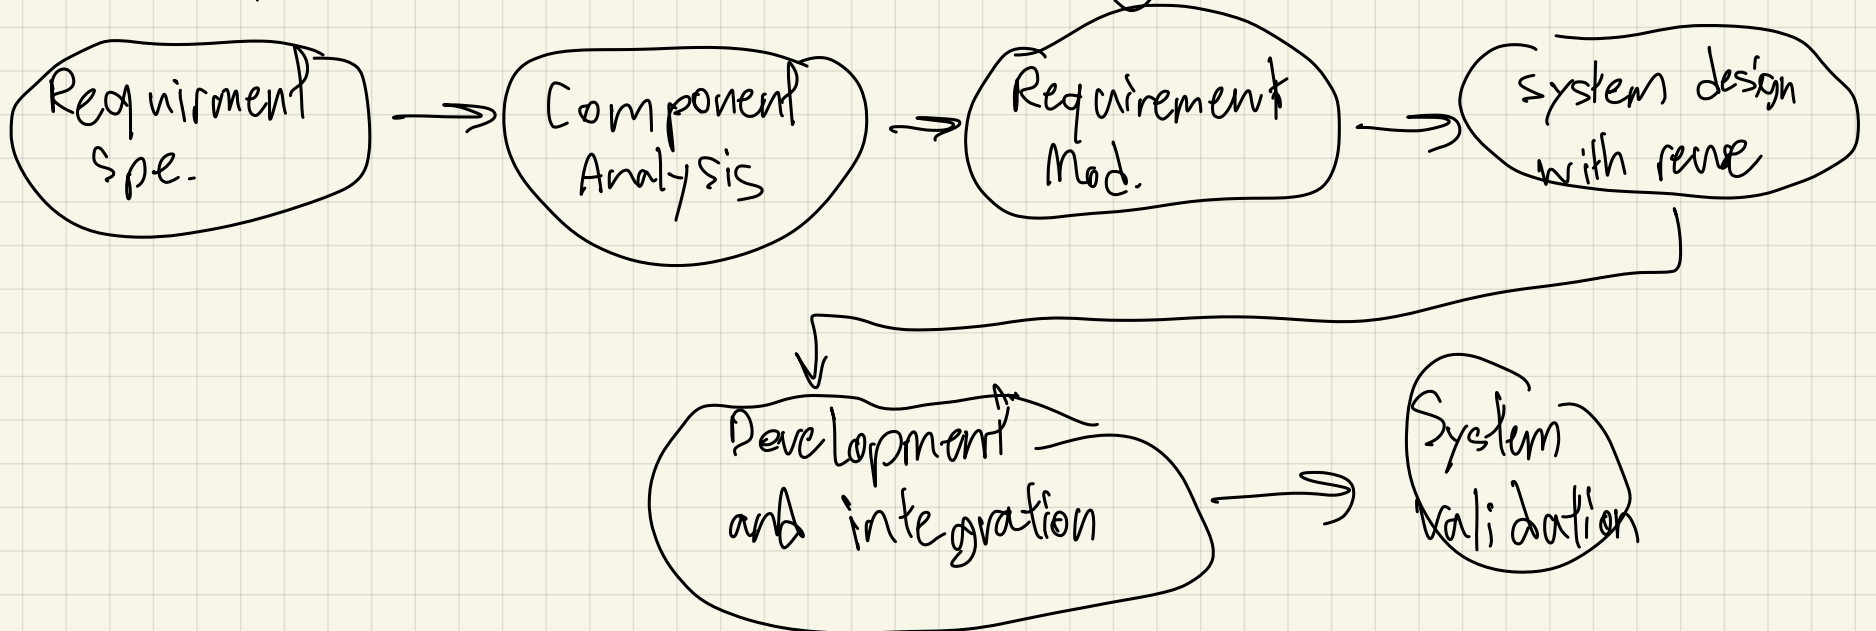 Requirment
Spe.
Component
Analysis
Requirement
Mod.
System design
with reuse
Development
and integration
System
validation